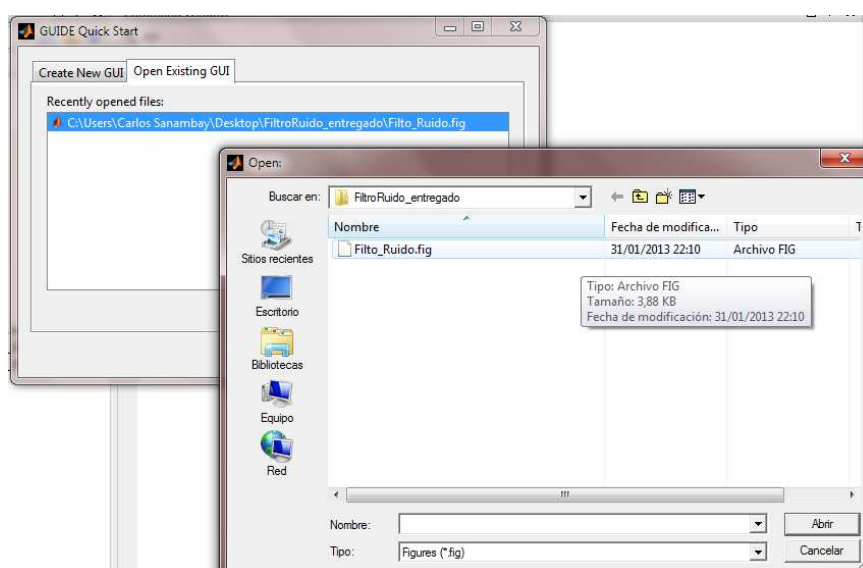 GUIDE Quick Start
Create New GUI
Open Existing GUI
Recently opened files:
C:\Users\Carlos Sanambay\Desktop\FiltroRuido_entregado\Filto_Ruido.fig
Open:
Buscar en:
FiltroRuido_entregado
Nombre
Fecha de modifica...
Tipo
T
Filto_Ruido.fig
31/01/2013 22:10
Archivo FIG
Tipo: Archivo FIG
Tamaño: 3,88 KB
Fecha de modificación: 31/01/2013 22:10
Sitios recientes
Escritorio
Bibliotecas
Equipo
Red
Nombre:
Abrir
Tipo:
Figures (*.fig)
Cancelar